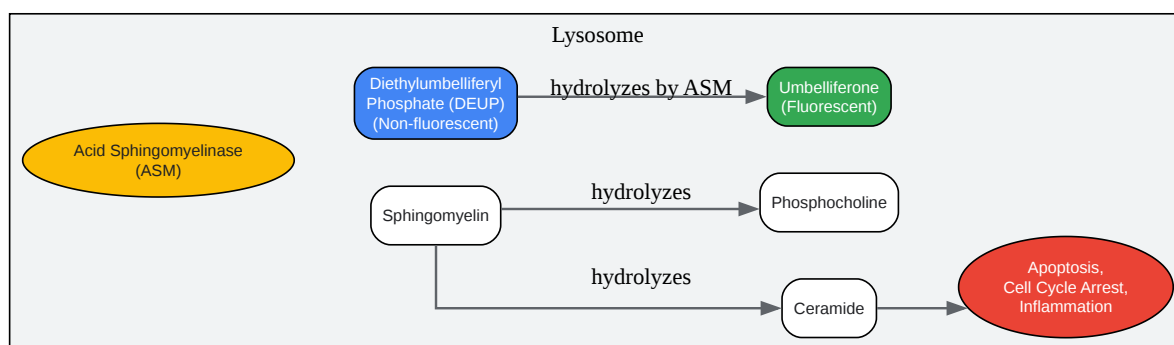 Lysosome
Diethylumbelliferyl
Phosphate (DEUP)
(Non-fluorescent)
hydrolyzes by ASM
Umbelliferone
(Fluorescent)
Acid Sphingomyelinase
(ASM)
Sphingomyelin
hydrolyzes
Phosphocholine
hydrolyzes
Ceramide
Apoptosis,
Cell Cycle Arrest,
Inflammation